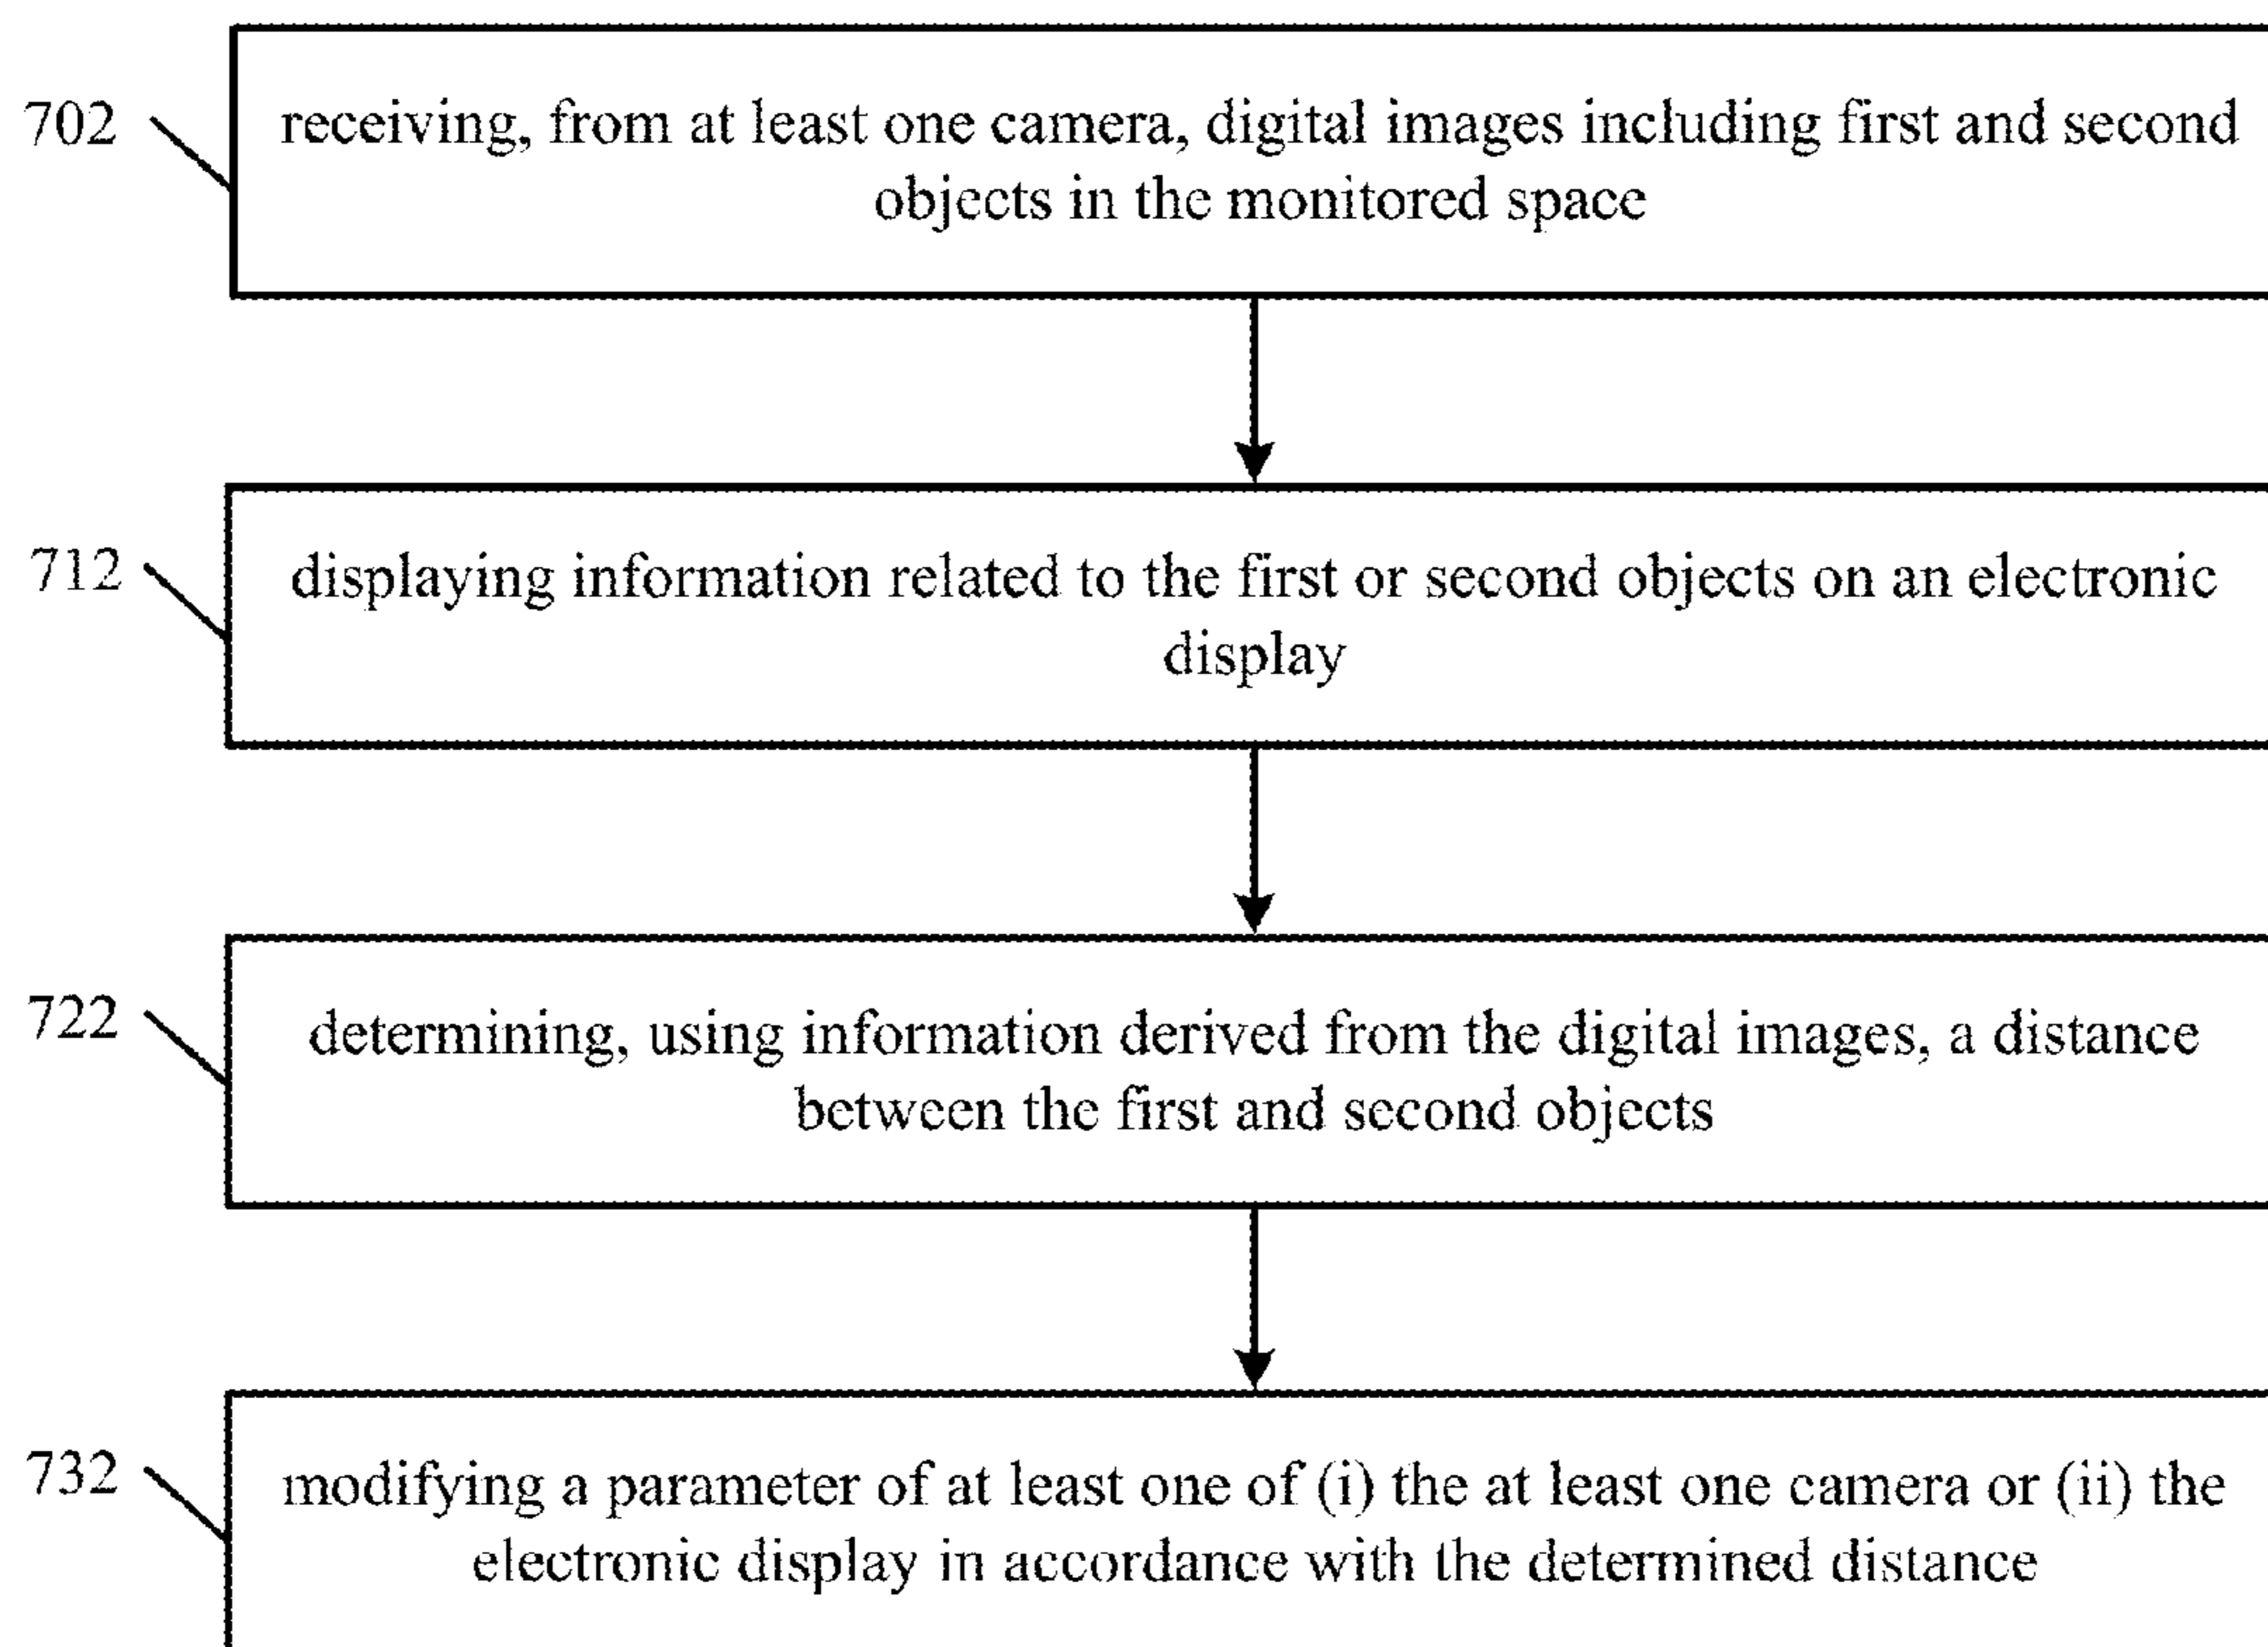 702
receiving, from at least one camera, digital images including first and second
objects in the monitored space
712
displaying information related to the first or second objects on an electronic
display
722
determining, using information derived from the digital images, a distance
between the first and second objects
732
modifying a parameter of at least one of (i) the at least one camera or (ii) the
electronic display in accordance with the determined distance